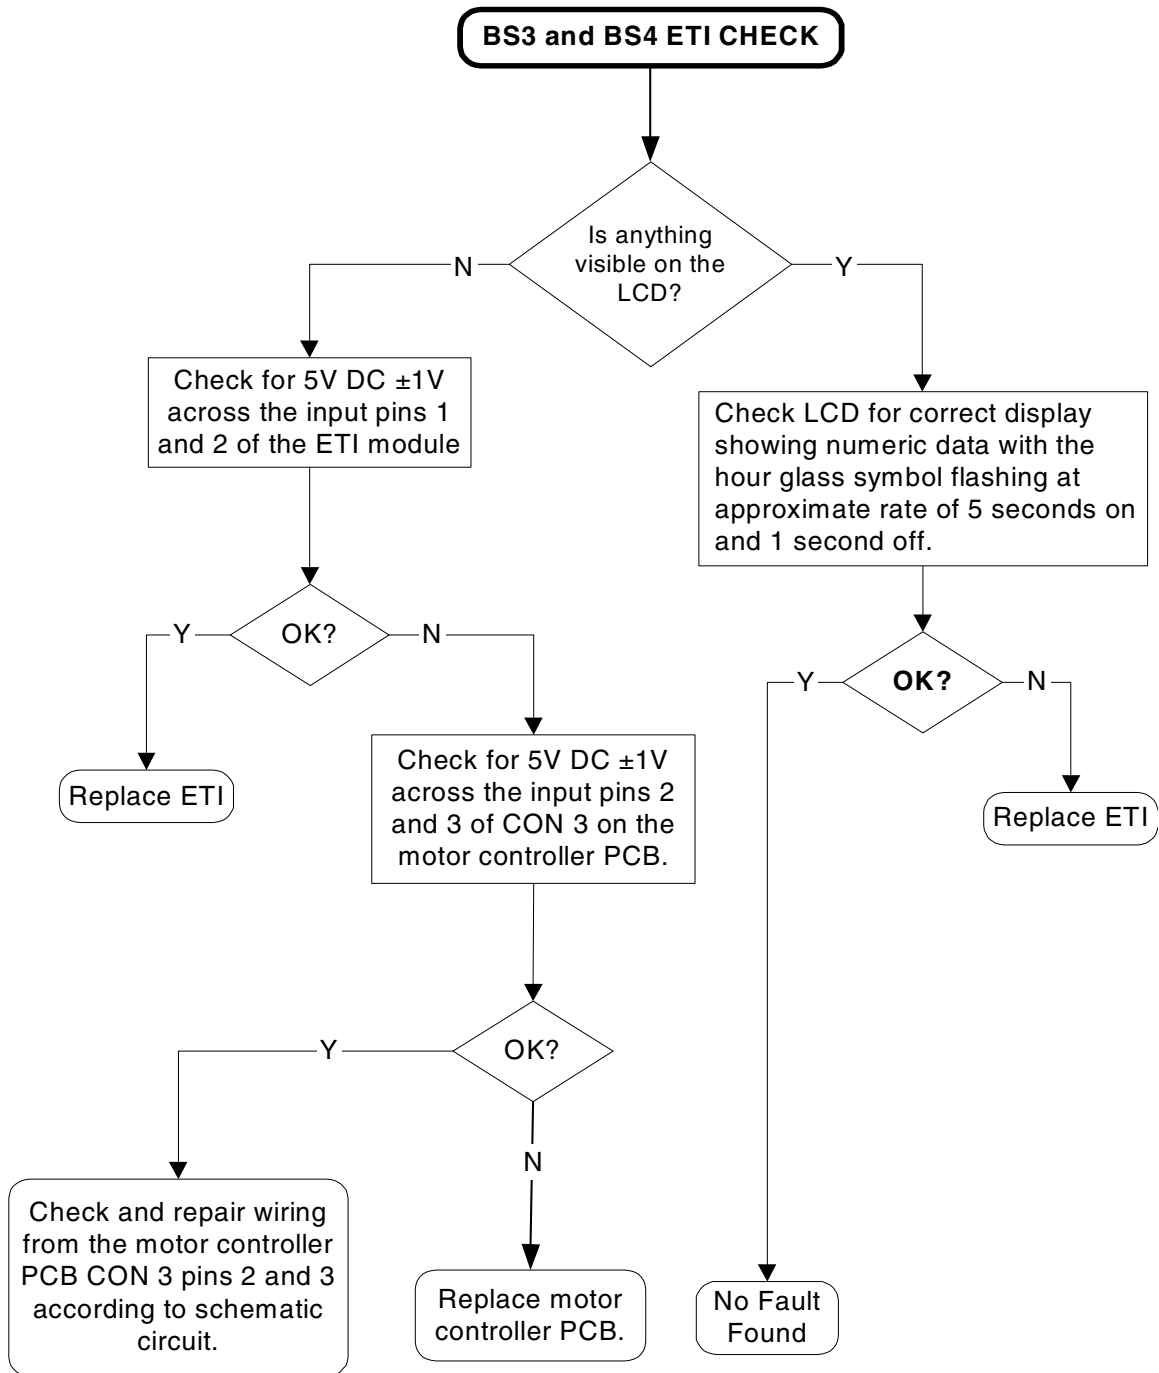 BS3 and BS4 ETI CHECK
Is anything
visible on the
LCD?
N
Y
Check for 5V DC ±1V
across the input pins 1
and 2 of the ETI module
Check LCD for correct display
showing numeric data with the
hour glass symbol flashing at
approximate rate of 5 seconds on
and 1 second off.
Y
OK?
N
Y
OK?
N
Replace ETI
Check for 5V DC ±1V
across the input pins 2
and 3 of CON 3 on the
motor controller PCB.
Replace ETI
Y
OK?
N
Check and repair wiring
from the motor controller
PCB CON 3 pins 2 and 3
according to schematic
circuit.
Replace motor
controller PCB.
No Fault
Found